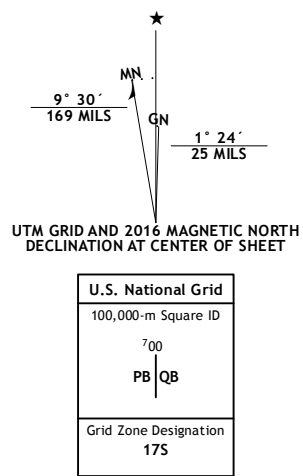 ★
MN
9° 30´
169 MILS
GN
1° 24´
25 MILS
UTM GRID AND 2016 MAGNETIC NORTH
DECLINATION AT CENTER OF SHEET
U.S. National Grid
100,000-m Square ID
⁷00
PB QB
Grid Zone Designation
17S